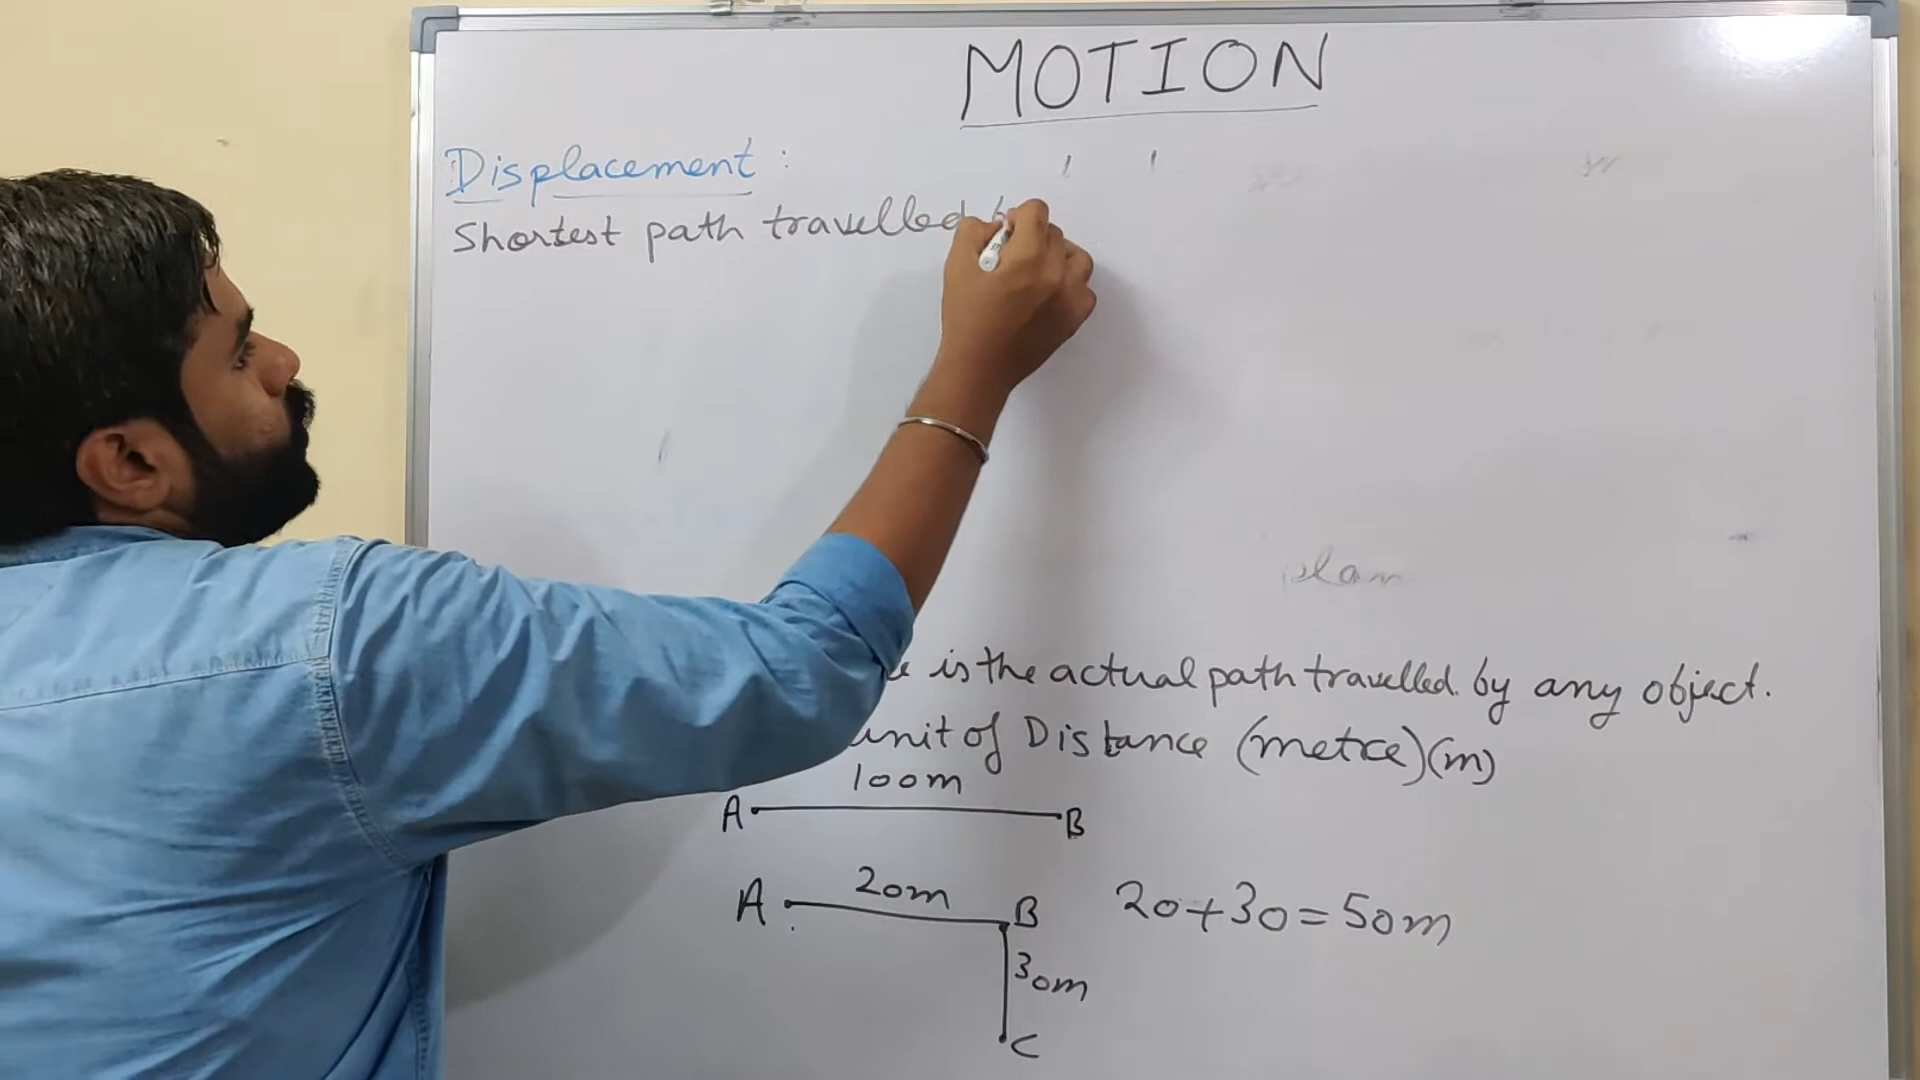 MOTION
Displacement :
Shortest path travelled
is the actual path travelled. by any object.
unit of Distance (metre) (m)
100m
A B
A 20m B 20+30=50m
30m
C